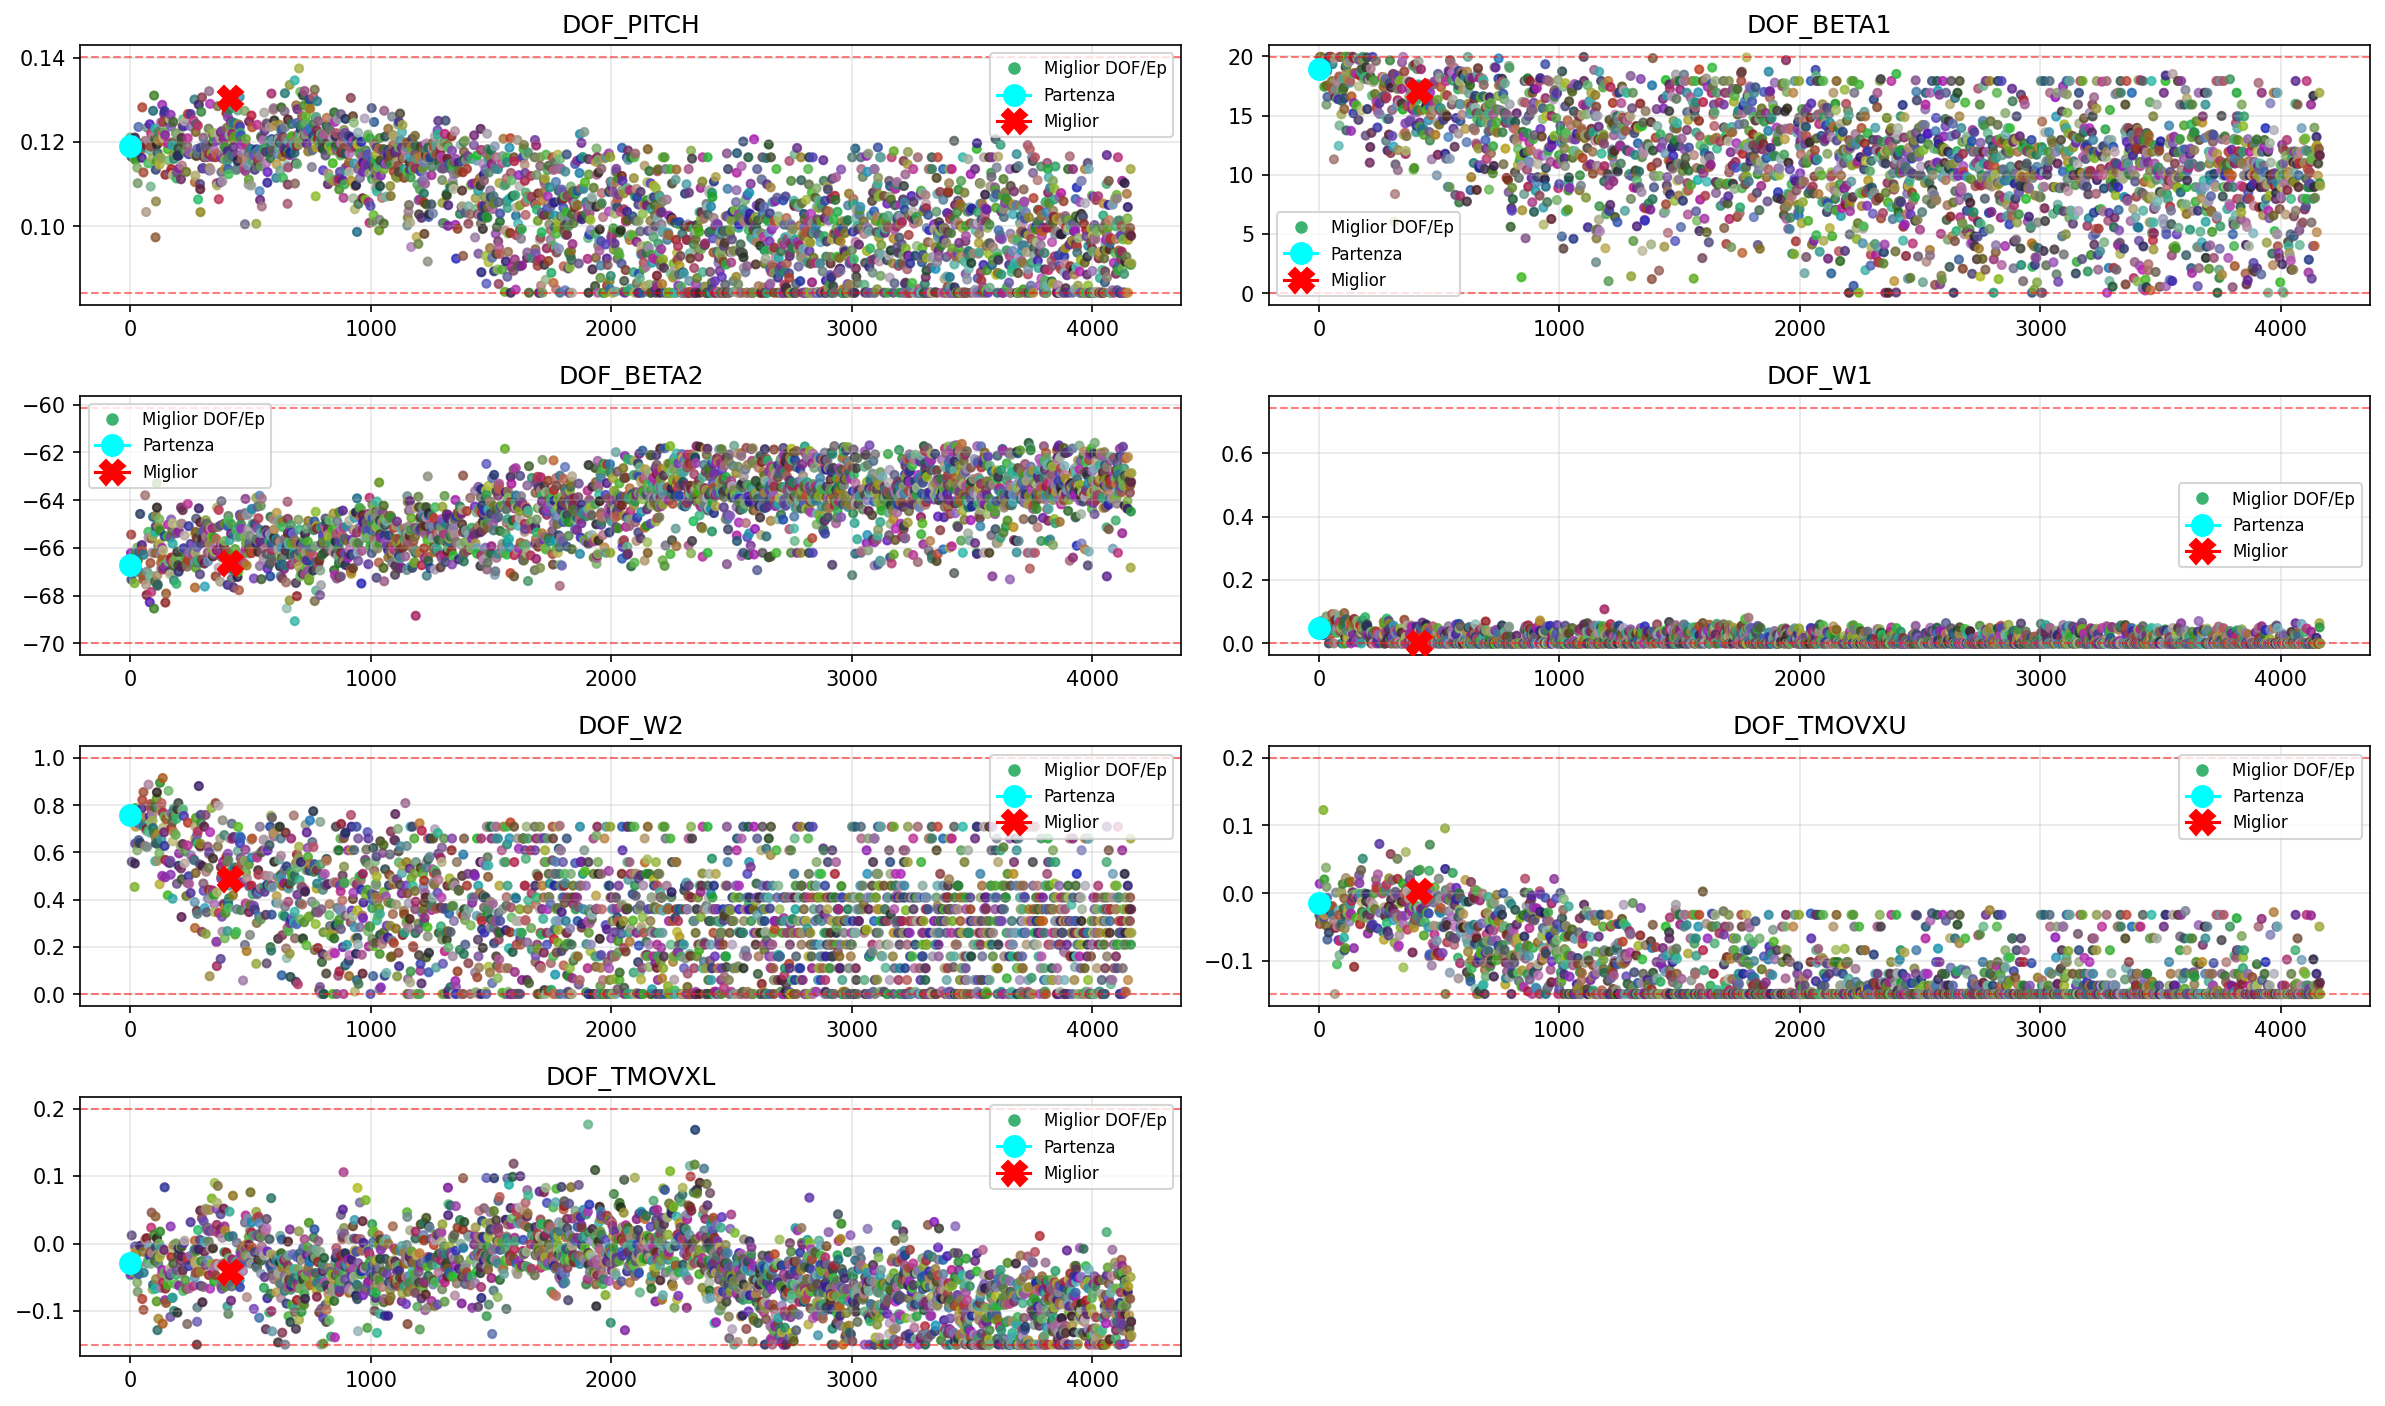 DOF_PITCH
0.14
0.12
0.10
0 1000 2000 3000 4000
Miglior DOF/Ep
Partenza
Miglior
DOF_BETA1
20
15
10
5
0
0 1000 2000 3000 4000
Miglior DOF/Ep
Partenza
Miglior
DOF_BETA2
−60
−62
−64
−66
−68
−70
0 1000 2000 3000 4000
Miglior DOF/Ep
Partenza
Miglior
DOF_W1
0.6
0.4
0.2
0.0
0 1000 2000 3000 4000
Miglior DOF/Ep
Partenza
Miglior
DOF_W2
1.0
0.8
0.6
0.4
0.2
0.0
0 1000 2000 3000 4000
Miglior DOF/Ep
Partenza
Miglior
DOF_TMOVXU
0.2
0.1
0.0
−0.1
0 1000 2000 3000 4000
Miglior DOF/Ep
Partenza
Miglior
DOF_TMOVXL
0.2
0.1
0.0
−0.1
0 1000 2000 3000 4000
Miglior DOF/Ep
Partenza
Miglior